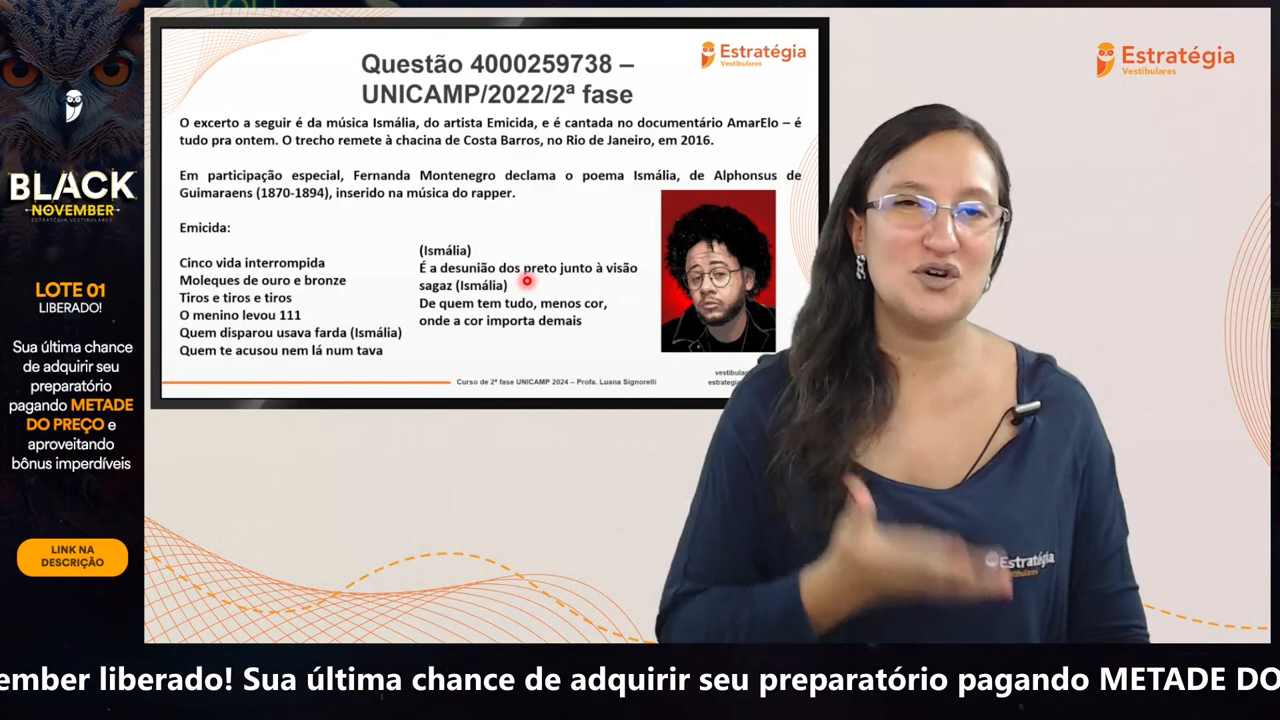 BLACK
NOVEMBER
ESTRATÉGIA VESTIBULARES
LOTE 01
LIBERADO!
Sua última chance
de adquirir seu
preparatório
pagando METADE
DO PREÇO e
aproveitando
bônus imperdíveis
LINK NA
DESCRIÇÃO
Questão 4000259738 –
UNICAMP/2022/2ª fase
Estratégia
Vestibulares
O excerto a seguir é da música Ismália, do artista Emicida, e é cantada no documentário AmarElo – é
tudo pra ontem. O trecho remete à chacina de Costa Barros, no Rio de Janeiro, em 2016.
Em participação especial, Fernanda Montenegro declama o poema Ismália, de Alphonsus de
Guimaraens (1870-1894), inserido na música do rapper.
Emicida:
Cinco vida interrompida
Moleques de ouro e bronze
Tiros e tiros e tiros
O menino levou 111
Quem disparou usava farda (Ismália)
Quem te acusou nem lá num tava
(Ismália)
É a desunião dos preto junto à visão
sagaz (Ismália)
De quem tem tudo, menos cor,
onde a cor importa demais
Curso de 2ª fase UNICAMP 2024 – Profa. Luana Signorelli
Estratégia
Vestibulares
Estratégia
ember liberado! Sua última chance de adquirir seu preparatório pagando METADE DO